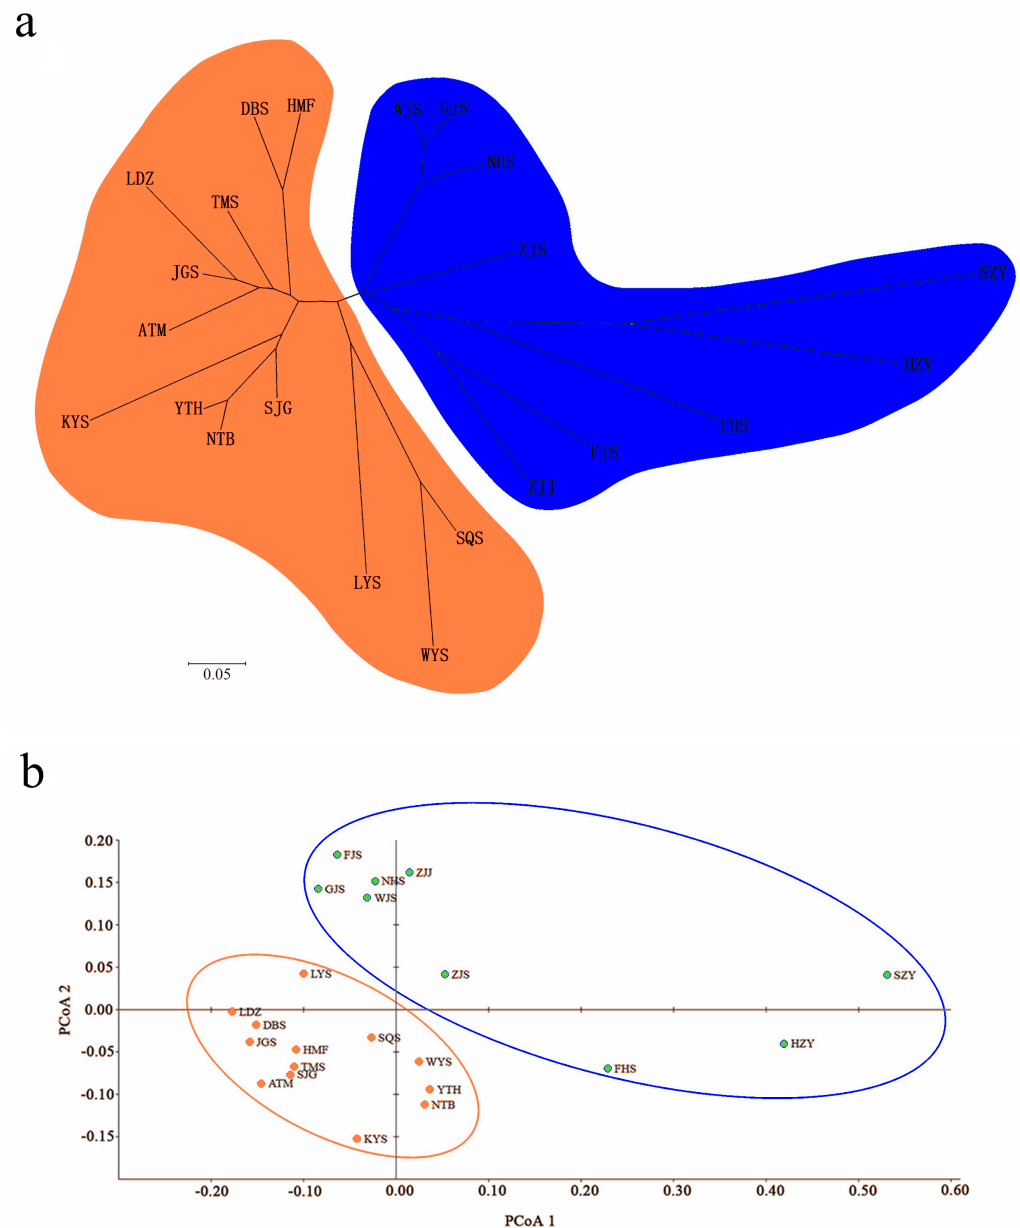 a
DBS HMF
WJS GJS
NHS
LDZ
TMS
ZJS
JGS
SZY
ATM
HZY
KYS
YTH SJG
NTB
FHS
FJS
ZJJ
SQS
LYS
WYS
0.05
b
0.20
FJS
ZJJ
0.15
GJS
NHS
WJS
0.10
0.05
LYS
ZJS
SZY
0.00
LDZ
DBS
PCoA 2
JGS
SQS
HZY
-0.05
HMF
WYS
TMS
FHS
SJG
ATM
YTH
-0.10
NTB
-0.15
KYS
-0.20 -0.10 0.00 0.10 0.20 0.30 0.40 0.50 0.60
PCoA 1